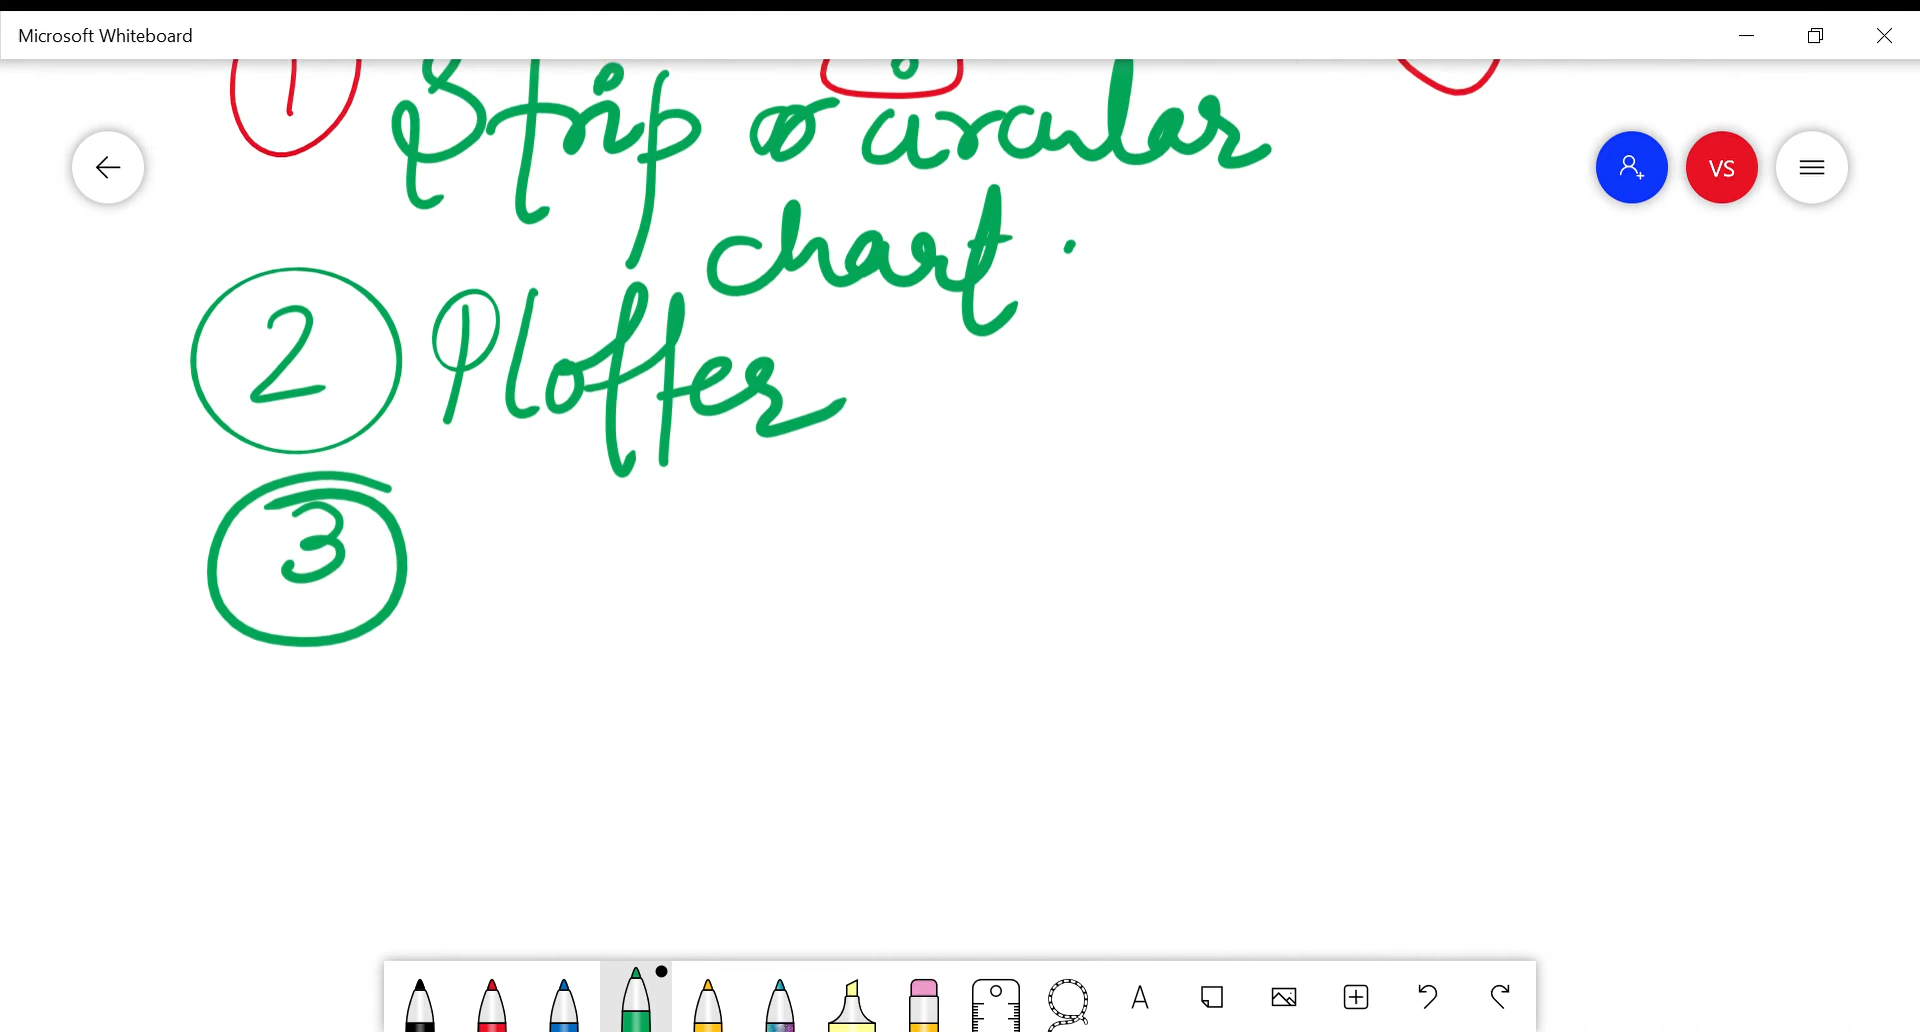 Microsoft Whiteboard
1 Strip or circular
chart.
VS
2 Plotter
3
A